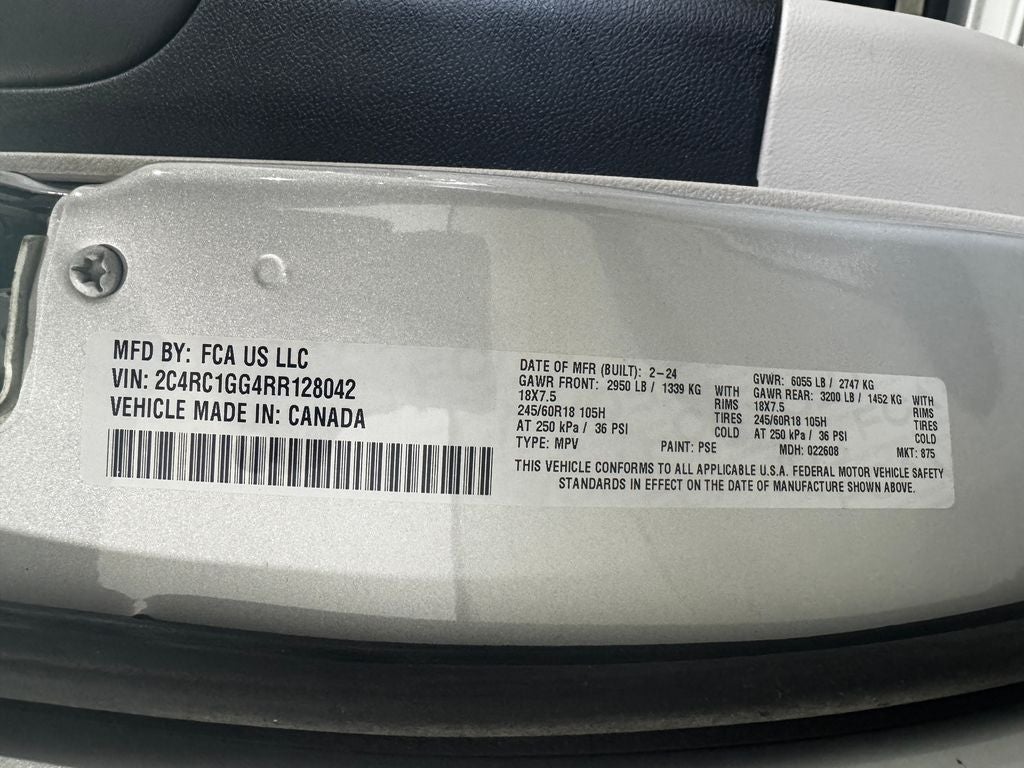 MFD BY: FCA US LLC
VIN: 2C4RC1GG4RR128042
VEHICLE MADE IN: CANADA
DATE OF MFR (BUILT): 2-24 GVWR: 6055 LB / 2747 KG
GAWR FRONT: 2950 LB / 1339 KG WITH GAWR REAR: 3200 LB / 1452 KG WITH
18X7.5 RIMS 18X7.5 RIMS
245/60R18 105H TIRES 245/60R18 105H TIRES
AT 250 kPa / 36 PSI COLD AT 250 kPa / 36 PSI COLD
TYPE: MPV PAINT: PSE MDH: 022608 MKT: 875
THIS VEHICLE CONFORMS TO ALL APPLICABLE U.S.A. FEDERAL MOTOR VEHICLE SAFETY
STANDARDS IN EFFECT ON THE DATE OF MANUFACTURE SHOWN ABOVE.